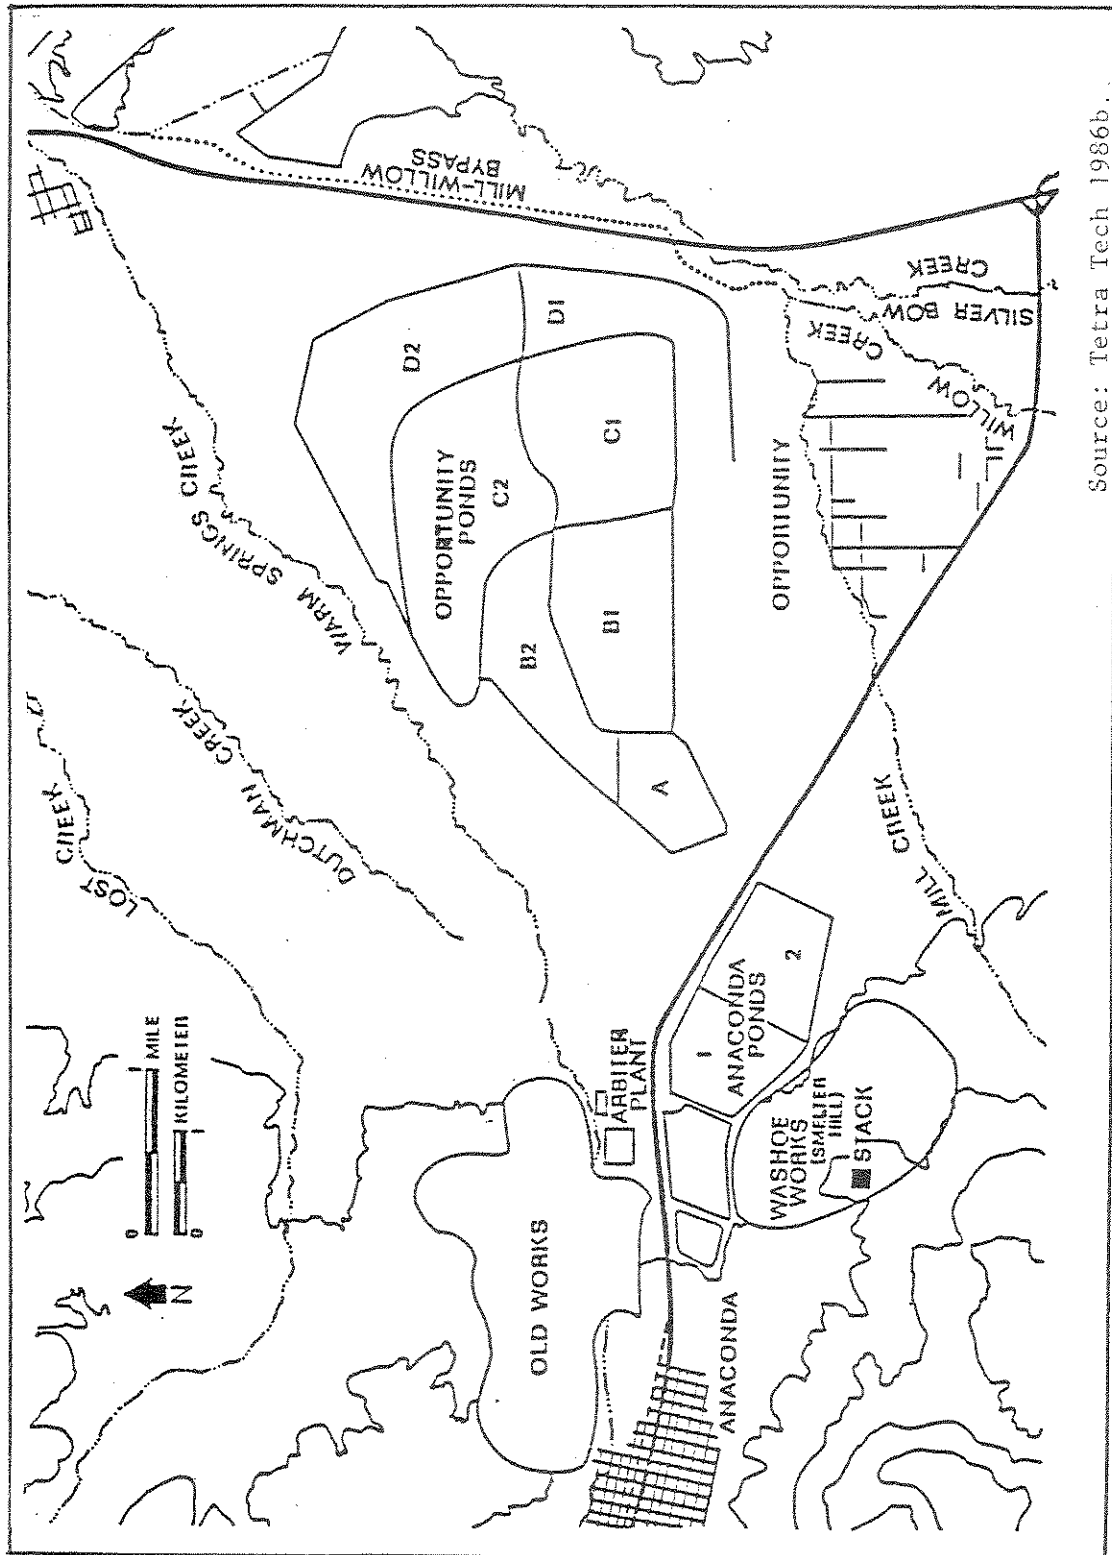 N
0
1
MILE
0
1
KILOMETER
LOST
CREEK
DUTCHMAN CREEK
WARM SPRINGS CREEK
MILL-WILLOW
BYPASS
OLD WORKS
ARBITER
PLANT
ANACONDA
1
ANACONDA
PONDS
2
WASHOE
WORKS
(SMELTER
HILL)
STACK
OPPORTUNITY
PONDS
A
B2
B1
C2
C1
D2
D1
OPPORTUNITY
MILL CREEK
WILLOW
CREEK
SILVER BOW
CREEK
Source: Tetra Tech 1986b.